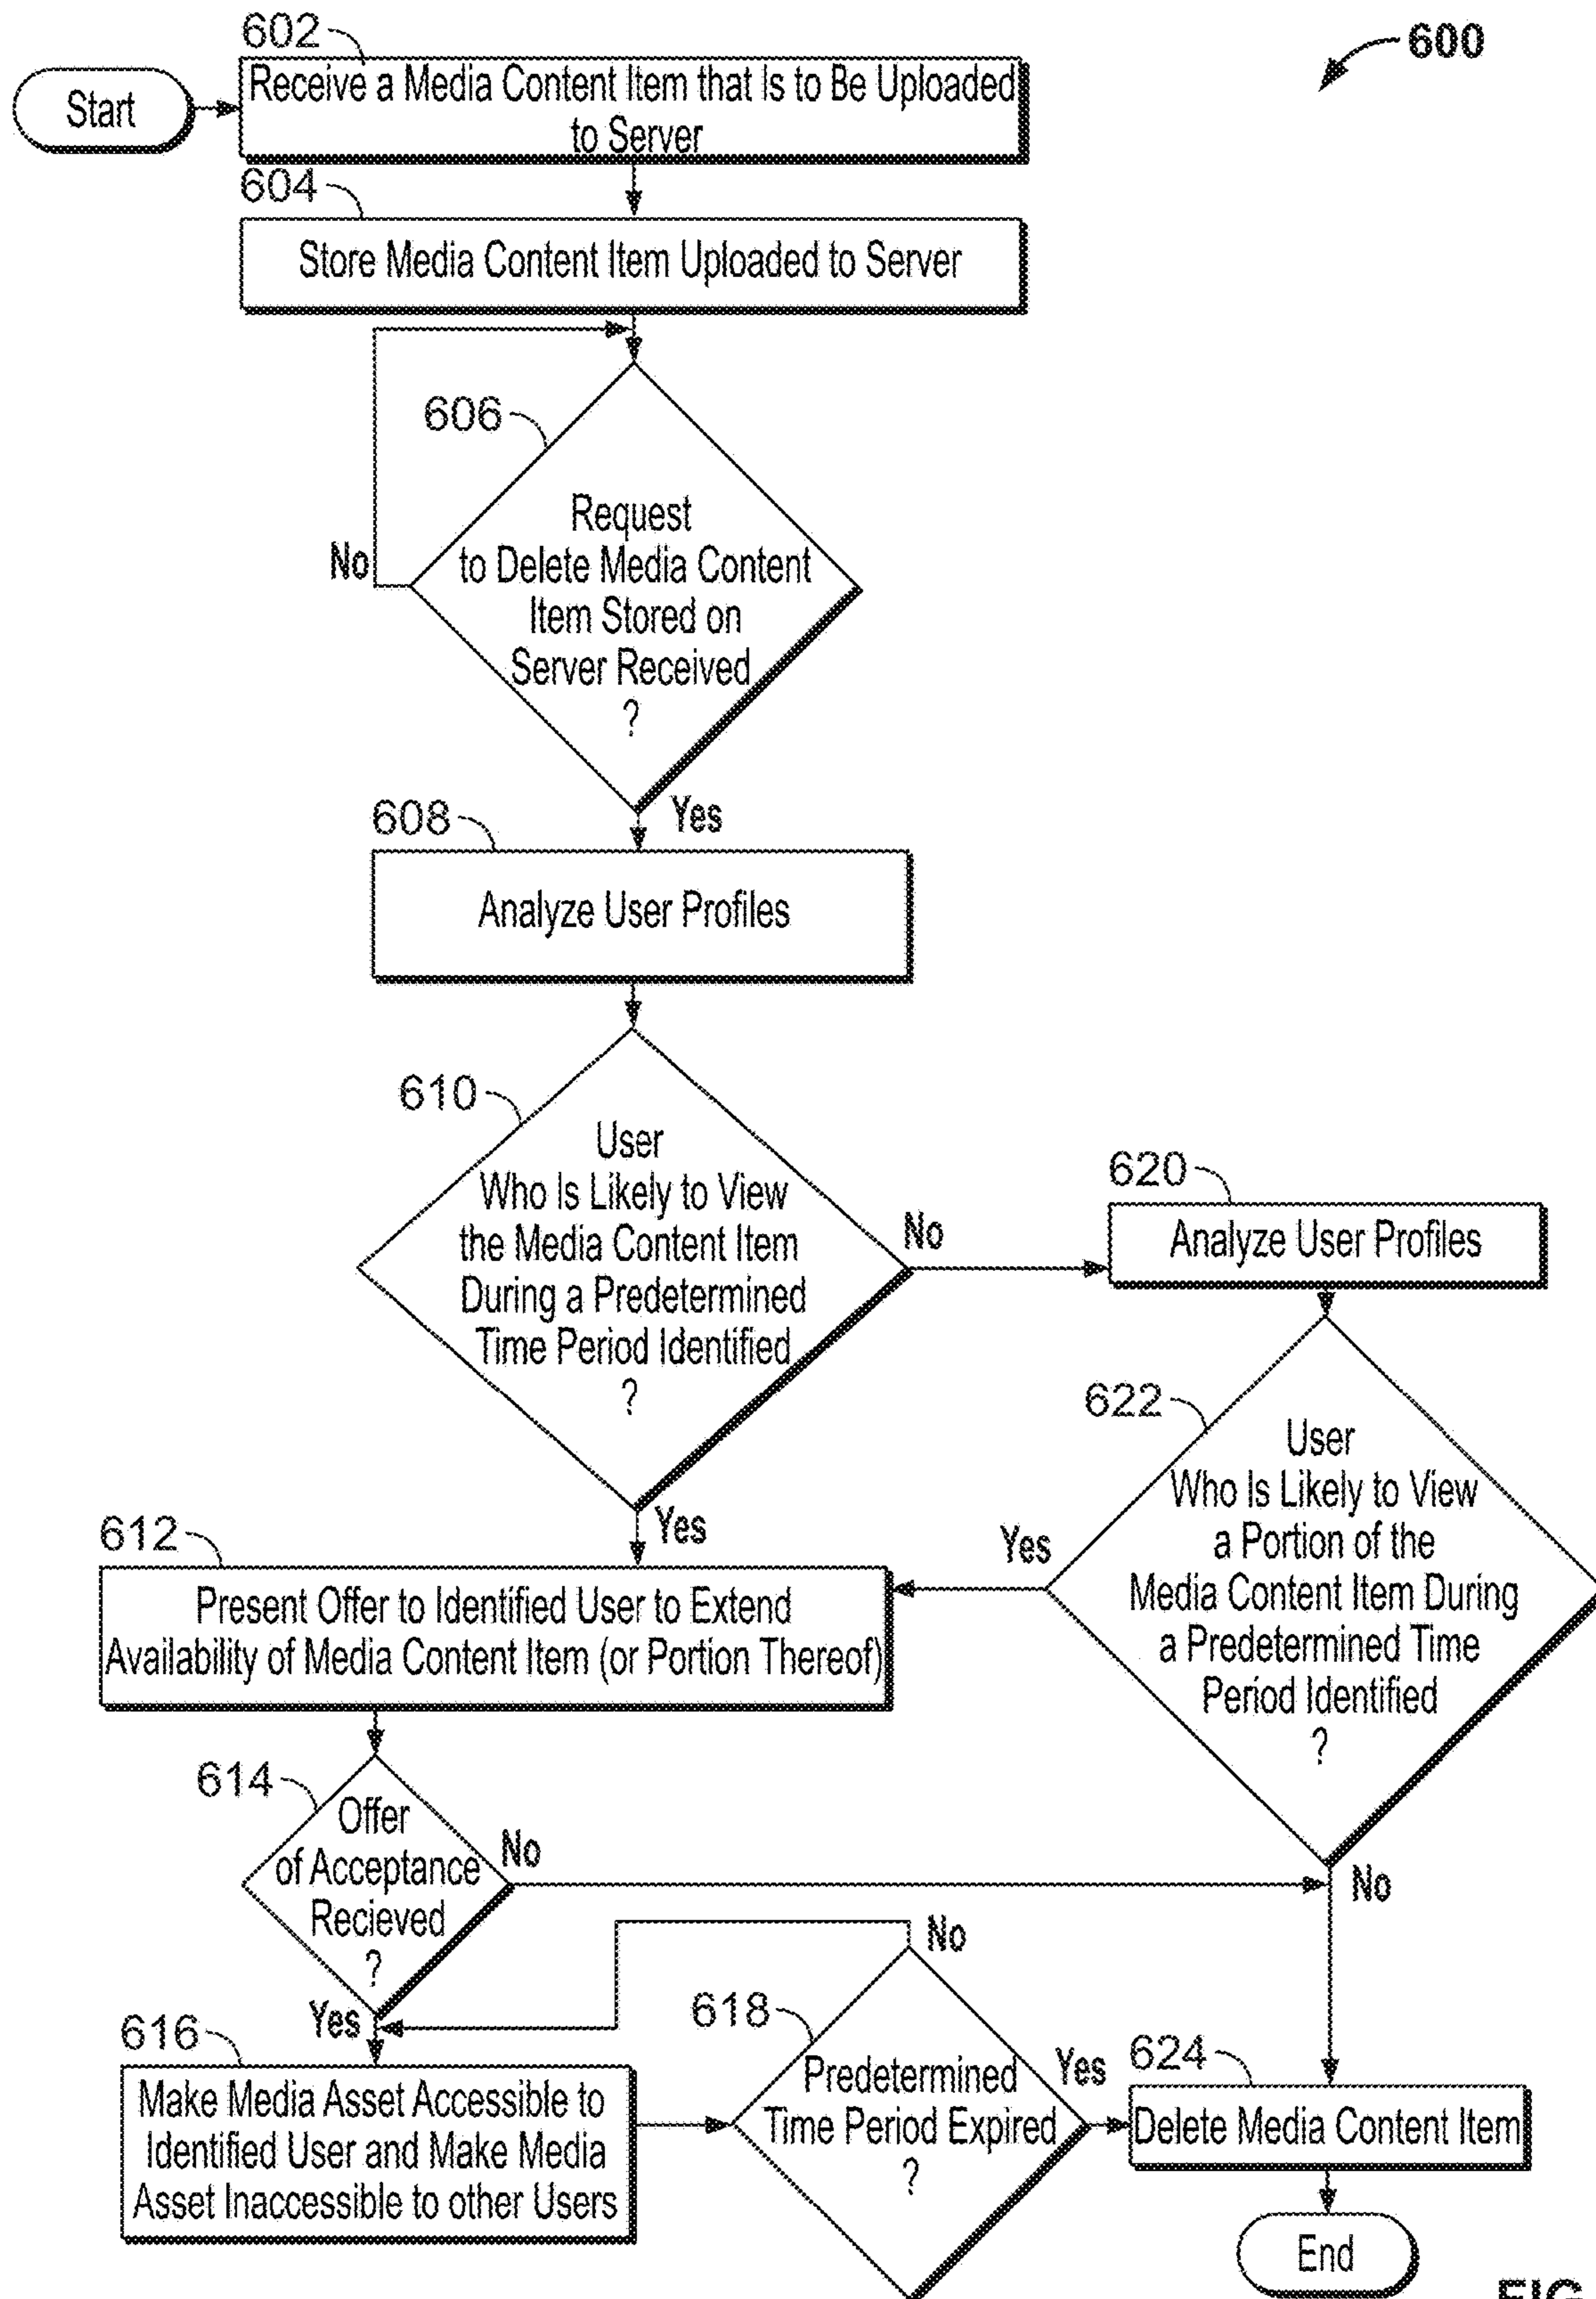 602
600
Start
Receive a Media Content Item that Is to Be Uploaded
to Server
604
Store Media Content Item Uploaded to Server
606
Request
to Delete Media Content
Item Stored on
Server Received
?
No
Yes
608
Analyze User Profiles
610
User
Who Is Likely to View
the Media Content Item
During a Predetermined
Time Period Identified
?
No
Yes
620
Analyze User Profiles
622
User
Who Is Likely to View
a Portion of the
Media Content Item During
a Predetermined Time
Period Identified
?
Yes
No
612
Present Offer to Identified User to Extend
Availability of Media Content Item (or Portion Thereof)
614
Offer
of Acceptance
Recieved
?
No
Yes
616
Make Media Asset Accessible to
Identified User and Make Media
Asset Inaccessible to other Users
618
Predetermined
Time Period Expired
?
No
Yes
624
Delete Media Content Item
End